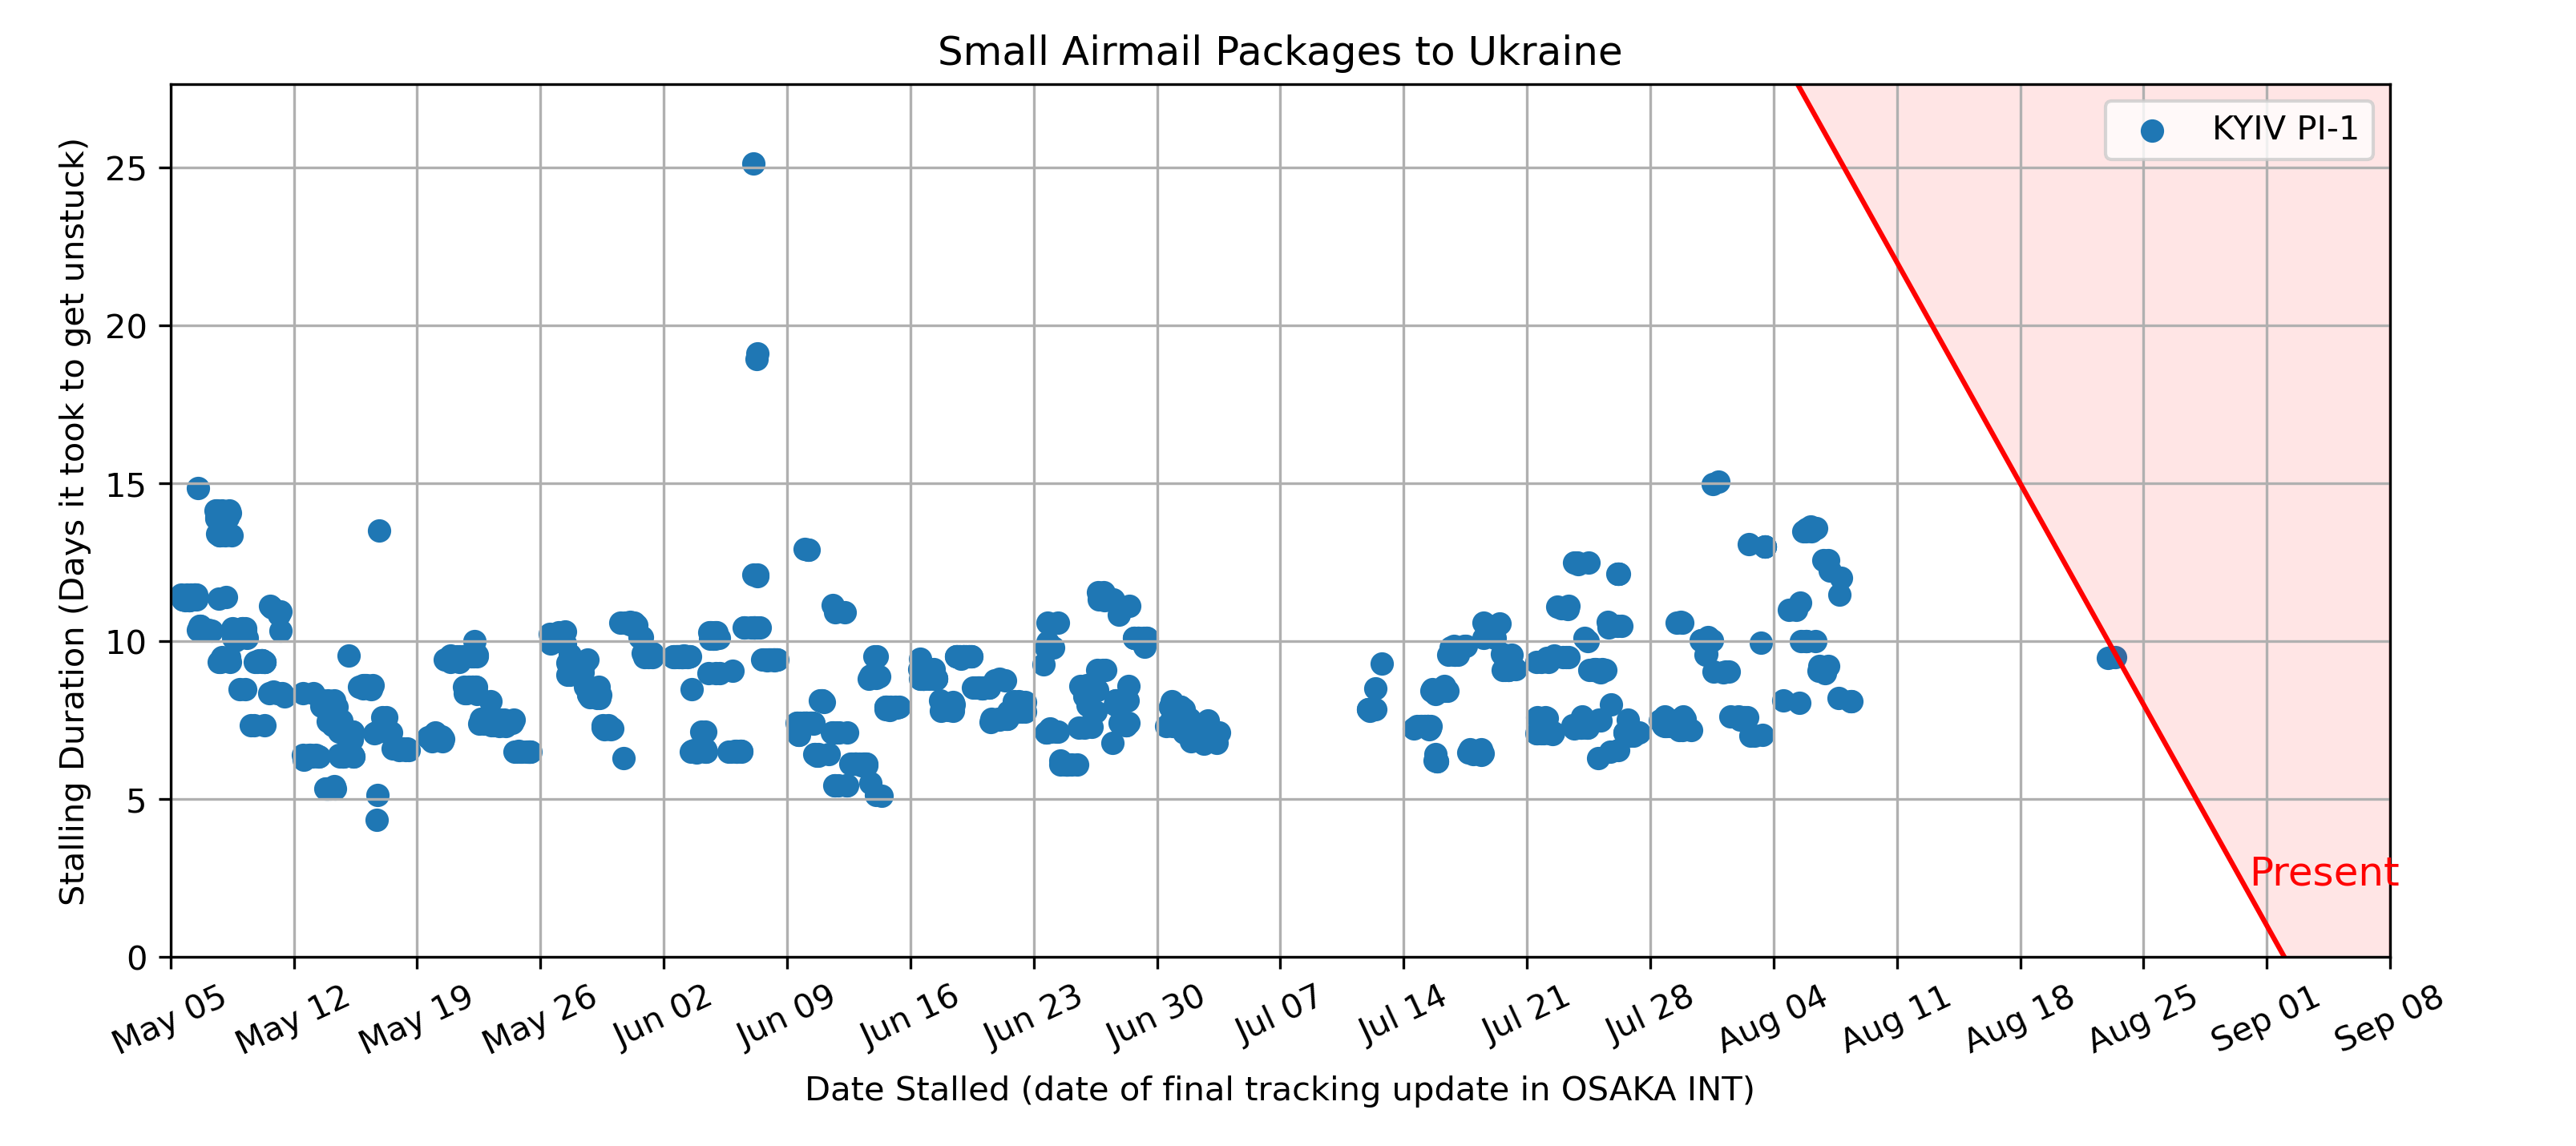 Small Airmail Packages to Ukraine
KYIV PI-1
Stalling Duration (Days it took to get unstuck)
25
20
15
10
5
0
Present
May 05 May 12 May 19 May 26 Jun 02 Jun 09 Jun 16 Jun 23 Jun 30 Jul 07 Jul 14 Jul 21 Jul 28 Aug 04 Aug 11 Aug 18 Aug 25 Sep 01 Sep 08
Date Stalled (date of final tracking update in OSAKA INT)